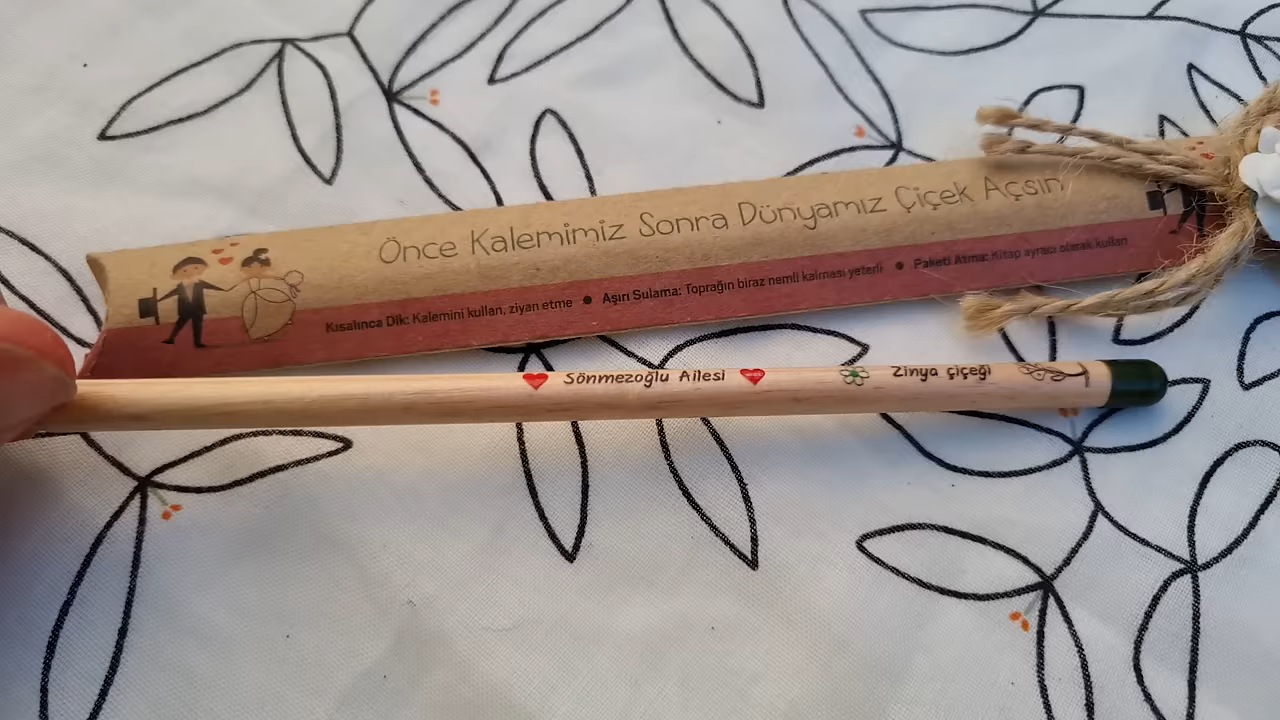 Önce Kalemimiz Sonra Dünyamız Çiçek Açsın
Kısalınca Dik: Kalemini kullan, ziyan etme ● Aşırı Sulama: Toprağın biraz nemli kalması yeterli ● Paketi Atma: Kitap ayracı olarak kullan
Sönmezoğlu Ailesi Zinya çiçeği